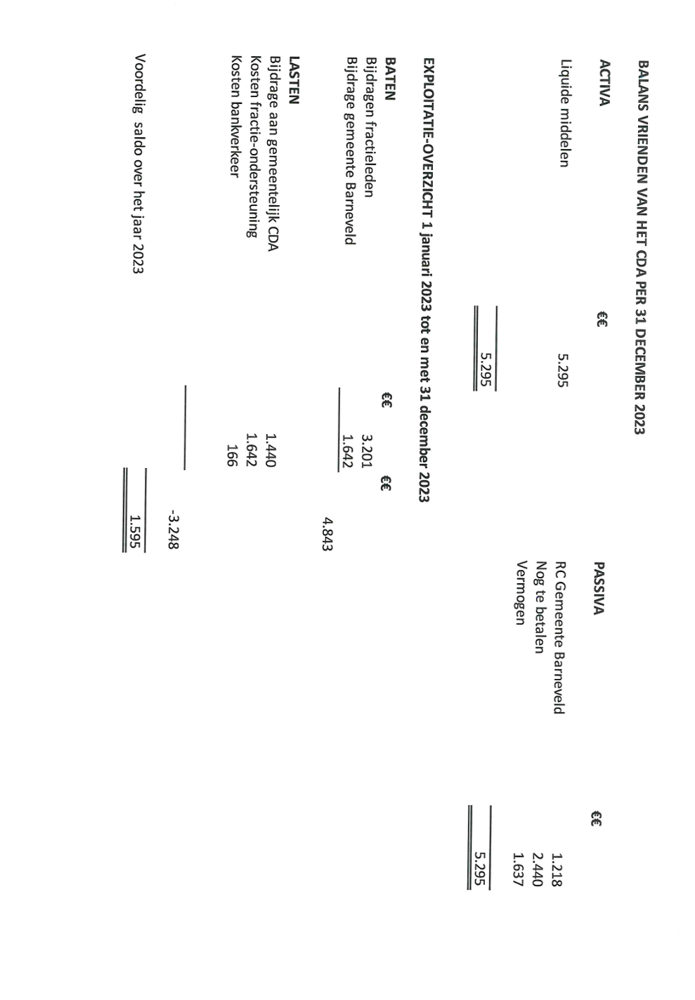 BALANS VRIENDEN VAN HET CDA PER 31 DECEMBER 2023
ACTIVA €€ PASSIVA €€
Liquide middelen 5.295 RC Gemeente Barneveld 1.218
Nog te betalen 2.440
Vermogen 1.637
5.295 5.295
EXPLOITATIE-OVERZICHT 1 januari 2023 tot en met 31 december 2023
BATEN €€ €€
Bijdragen fractieleden 3.201
Bijdrage gemeente Barneveld 1.642
4.843
LASTEN
Bijdrage aan gemeentelijk CDA 1.440
Kosten fractie-ondersteuning 1.642
Kosten bankverkeer 166
-3.248
Voordelig saldo over het jaar 2023 1.595